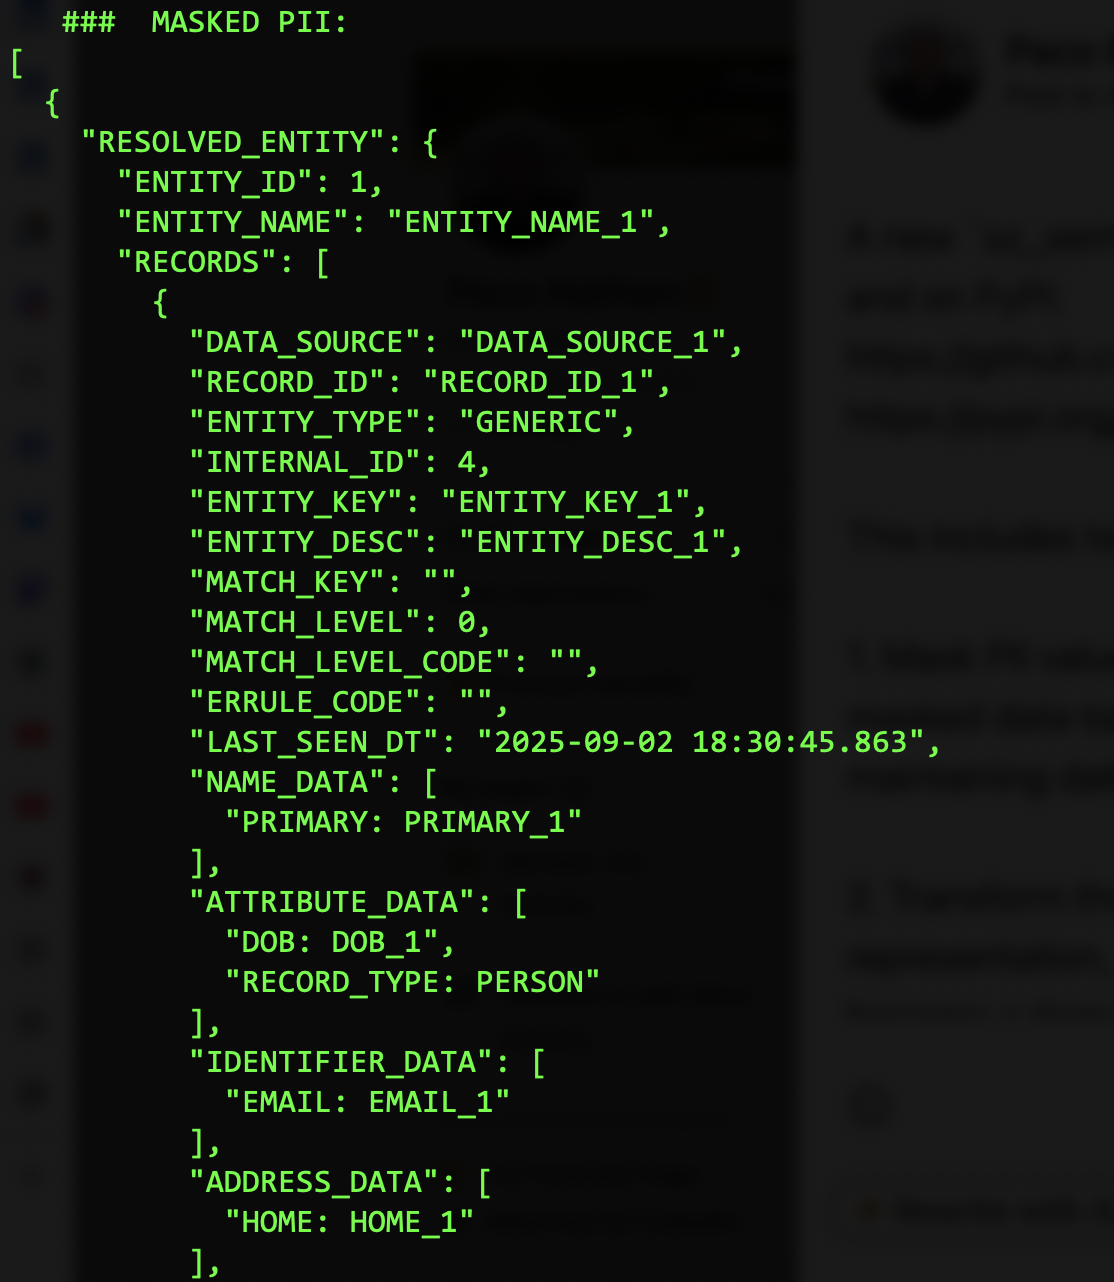 ###  MASKED PII:
[
  {
    "RESOLVED_ENTITY": {
      "ENTITY_ID": 1,
      "ENTITY_NAME": "ENTITY_NAME_1",
      "RECORDS": [
        {
          "DATA_SOURCE": "DATA_SOURCE_1",
          "RECORD_ID": "RECORD_ID_1",
          "ENTITY_TYPE": "GENERIC",
          "INTERNAL_ID": 4,
          "ENTITY_KEY": "ENTITY_KEY_1",
          "ENTITY_DESC": "ENTITY_DESC_1",
          "MATCH_KEY": "",
          "MATCH_LEVEL": 0,
          "MATCH_LEVEL_CODE": "",
          "ERRULE_CODE": "",
          "LAST_SEEN_DT": "2025-09-02 18:30:45.863",
          "NAME_DATA": [
            "PRIMARY: PRIMARY_1"
          ],
          "ATTRIBUTE_DATA": [
            "DOB: DOB_1",
            "RECORD_TYPE: PERSON"
          ],
          "IDENTIFIER_DATA": [
            "EMAIL: EMAIL_1"
          ],
          "ADDRESS_DATA": [
            "HOME: HOME_1"
          ],